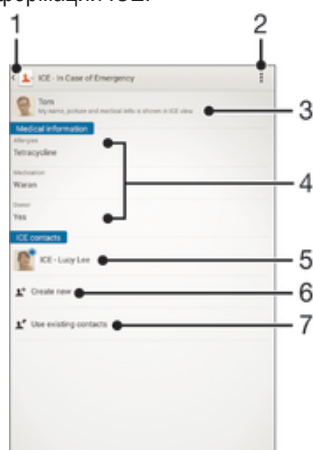 формации ICE.
1
2
ICE - In Case of Emergency
Tom
My name, picture and medical info is shown in ICE view
3
Medical information
Allergies
Tetracycline
4
Medication
Waran
Donor
Yes
ICE contacts
ICE - Lucy Lee
5
Create new
6
Use existing contacts
7